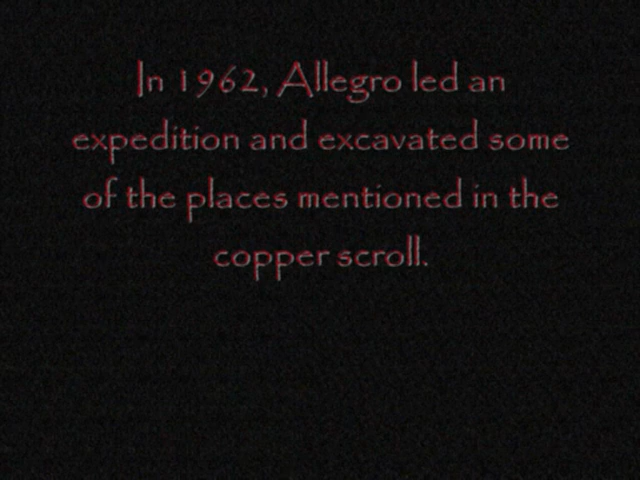 In 1962, Allegro led an
expedition and excavated some
of the places mentioned in the
copper scroll.